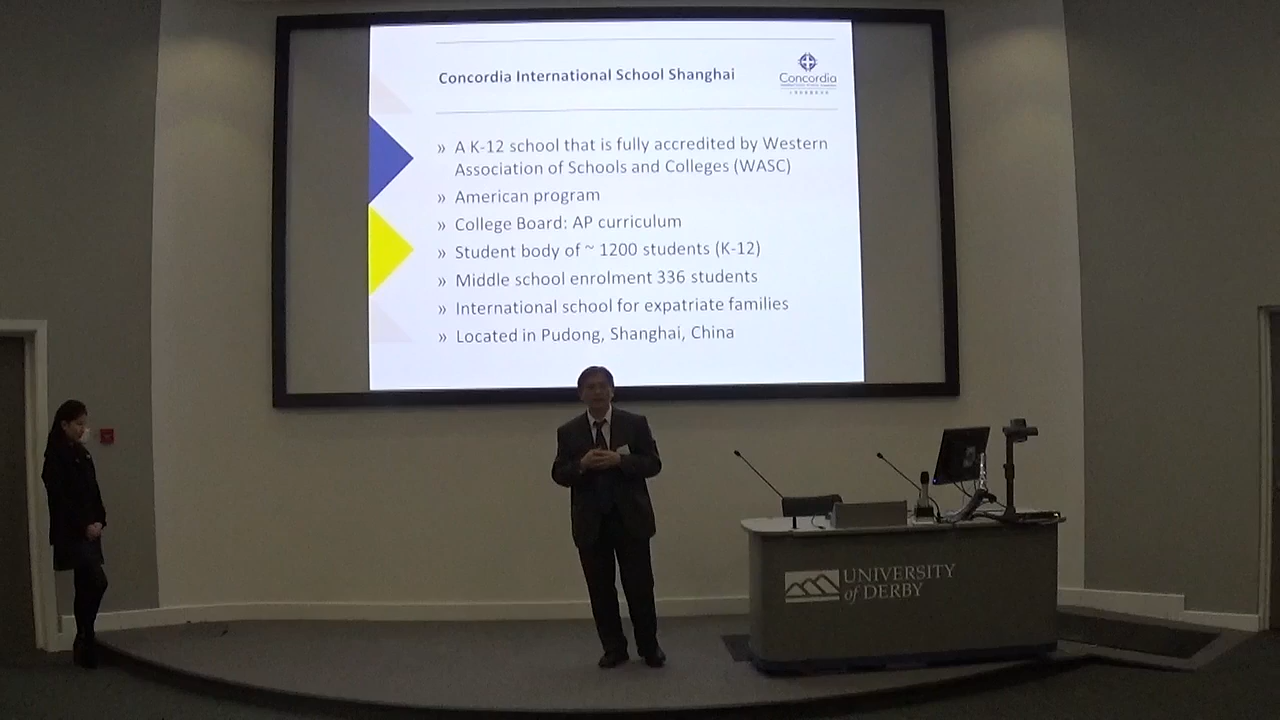 Concordia International School Shanghai
Concordia
» A K-12 school that is fully accredited by Western
Association of Schools and Colleges (WASC)
» American program
» College Board: AP curriculum
» Student body of ~ 1200 students (K-12)
» Middle school enrolment 336 students
» International school for expatriate families
» Located in Pudong, Shanghai, China
UNIVERSITY
of DERBY